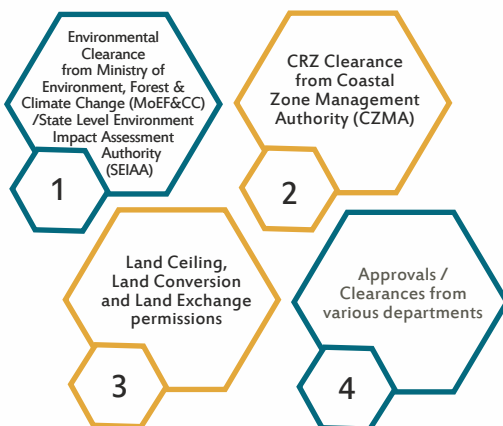 Environmental
Clearance
from Ministry of
Environment, Forest &
Climate Change (MoEF&CC)
/State Level Environment
Impact Assessment
Authority
(SEIAA)
1
CRZ Clearance
from Coastal
Zone Management
Authority (CZMA)
2
Land Ceiling,
Land Conversion
and Land Exchange
permissions
3
Approvals /
Clearances from
various departments
4